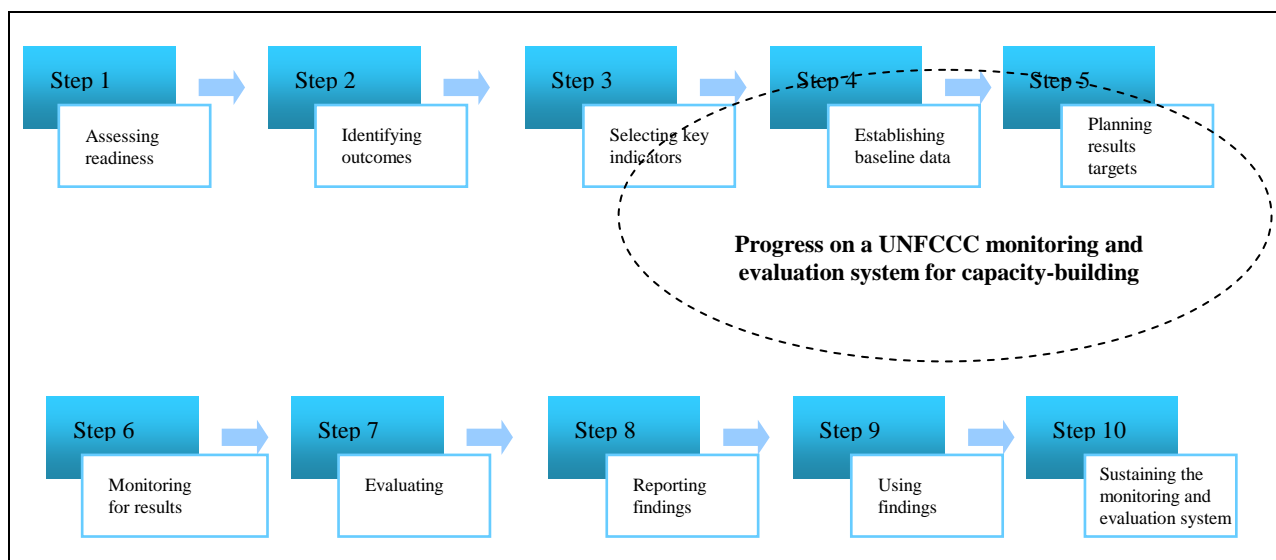 Step 1
Assessing
readiness
Step 2
Identifying
outcomes
Step 3
Selecting key
indicators
Step 4
Establishing
baseline data
Step 5
Planning
results
targets
Progress on a UNFCCC monitoring and
evaluation system for capacity-building
Step 6
Monitoring
for results
Step 7
Evaluating
Step 8
Reporting
findings
Step 9
Using
findings
Step 10
Sustaining the
monitoring and
evaluation system